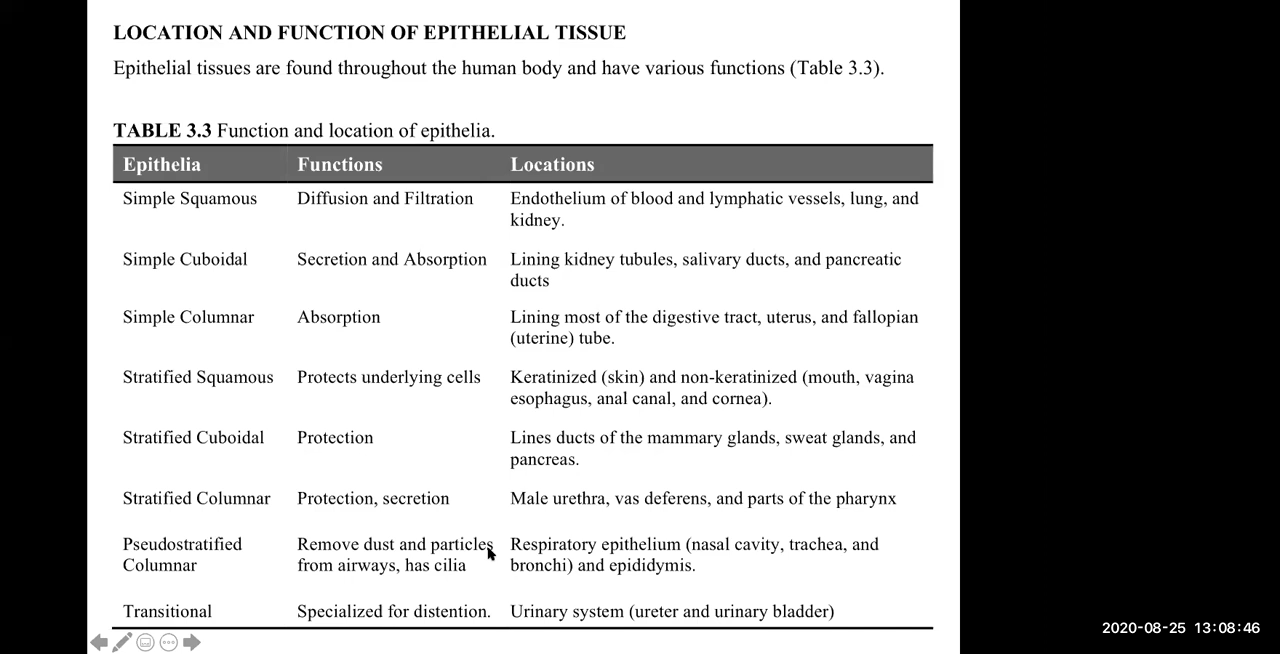 LOCATION AND FUNCTION OF EPITHELIAL TISSUE
Epithelial tissues are found throughout the human body and have various functions (Table 3.3).
TABLE 3.3 Function and location of epithelia.
Epithelia Functions Locations
Simple Squamous Diffusion and Filtration Endothelium of blood and lymphatic vessels, lung, and
kidney.
Simple Cuboidal Secretion and Absorption Lining kidney tubules, salivary ducts, and pancreatic
ducts
Simple Columnar Absorption Lining most of the digestive tract, uterus, and fallopian
(uterine) tube.
Stratified Squamous Protects underlying cells Keratinized (skin) and non-keratinized (mouth, vagina
esophagus, anal canal, and cornea).
Stratified Cuboidal Protection Lines ducts of the mammary glands, sweat glands, and
pancreas.
Stratified Columnar Protection, secretion Male urethra, vas deferens, and parts of the pharynx
Pseudostratified Remove dust and particles Respiratory epithelium (nasal cavity, trachea, and
Columnar from airways, has cilia bronchi) and epididymis.
Transitional Specialized for distention. Urinary system (ureter and urinary bladder)
2020-08-25 13:08:46